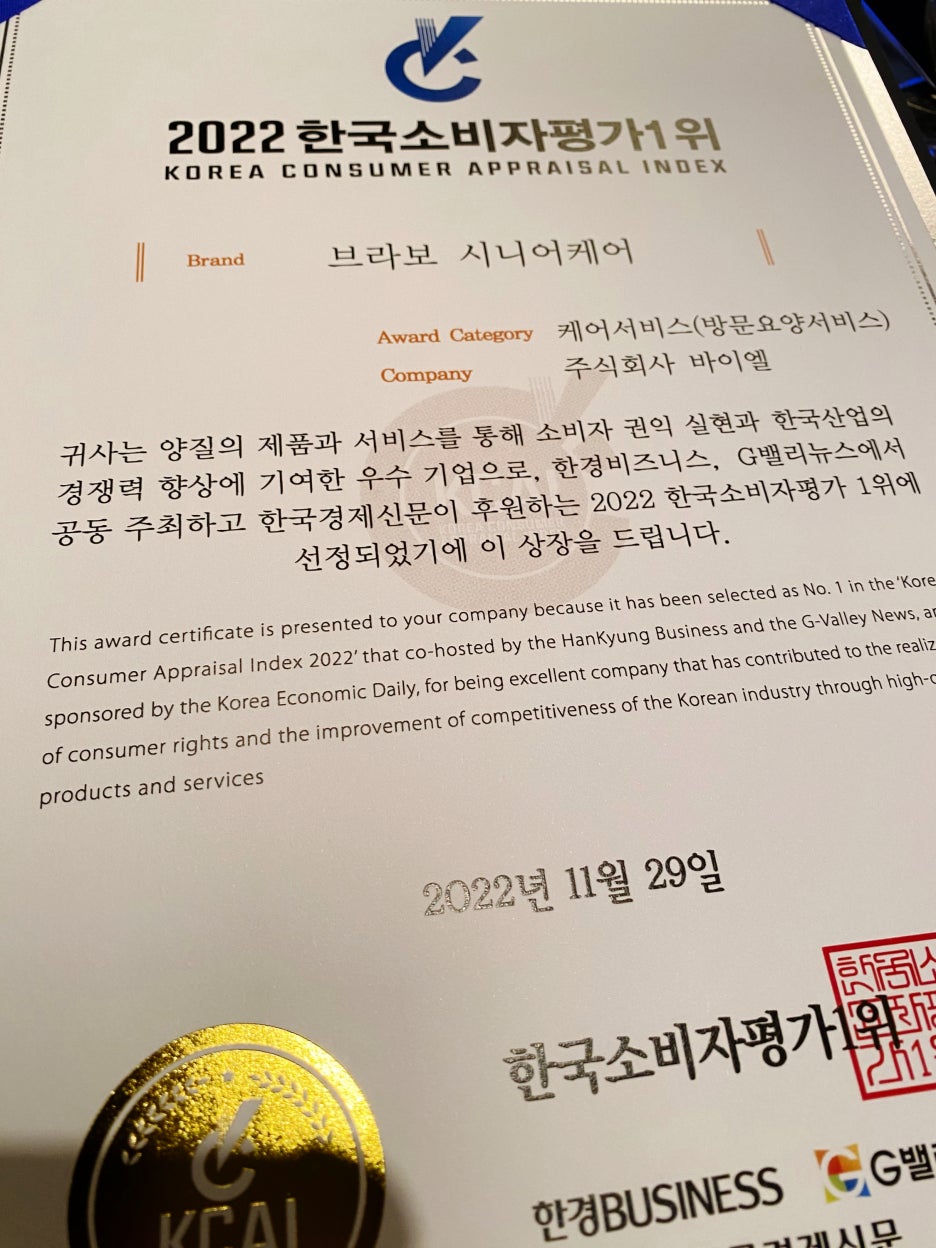 2022 한국소비자평가1위
KOREA CONSUMER APPRAISAL INDEX
Brand 브라보 시니어케어
Award Category 케어서비스(방문요양서비스)
Company 주식회사 바이엘
귀사는 양질의 제품과 서비스를 통해 소비자 권익 실현과 한국산업의
경쟁력 향상에 기여한 우수 기업으로, 한경비즈니스, G밸리뉴스에서
공동 주최하고 한국경제신문이 후원하는 2022 한국소비자평가 1위에
선정되었기에 이 상장을 드립니다.
This award certificate is presented to your company because it has been selected as No. 1 in the 'Kore
Consumer Appraisal Index 2022' that co-hosted by the HanKyung Business and the G-Valley News, an
sponsored by the Korea Economic Daily, for being excellent company that has contributed to the realiz
of consumer rights and the improvement of competitiveness of the Korean industry through high-q
products and services
2022년 11월 29일
한국소비자평가1위
KCAI
한경BUSINESS G밸리
경제신문